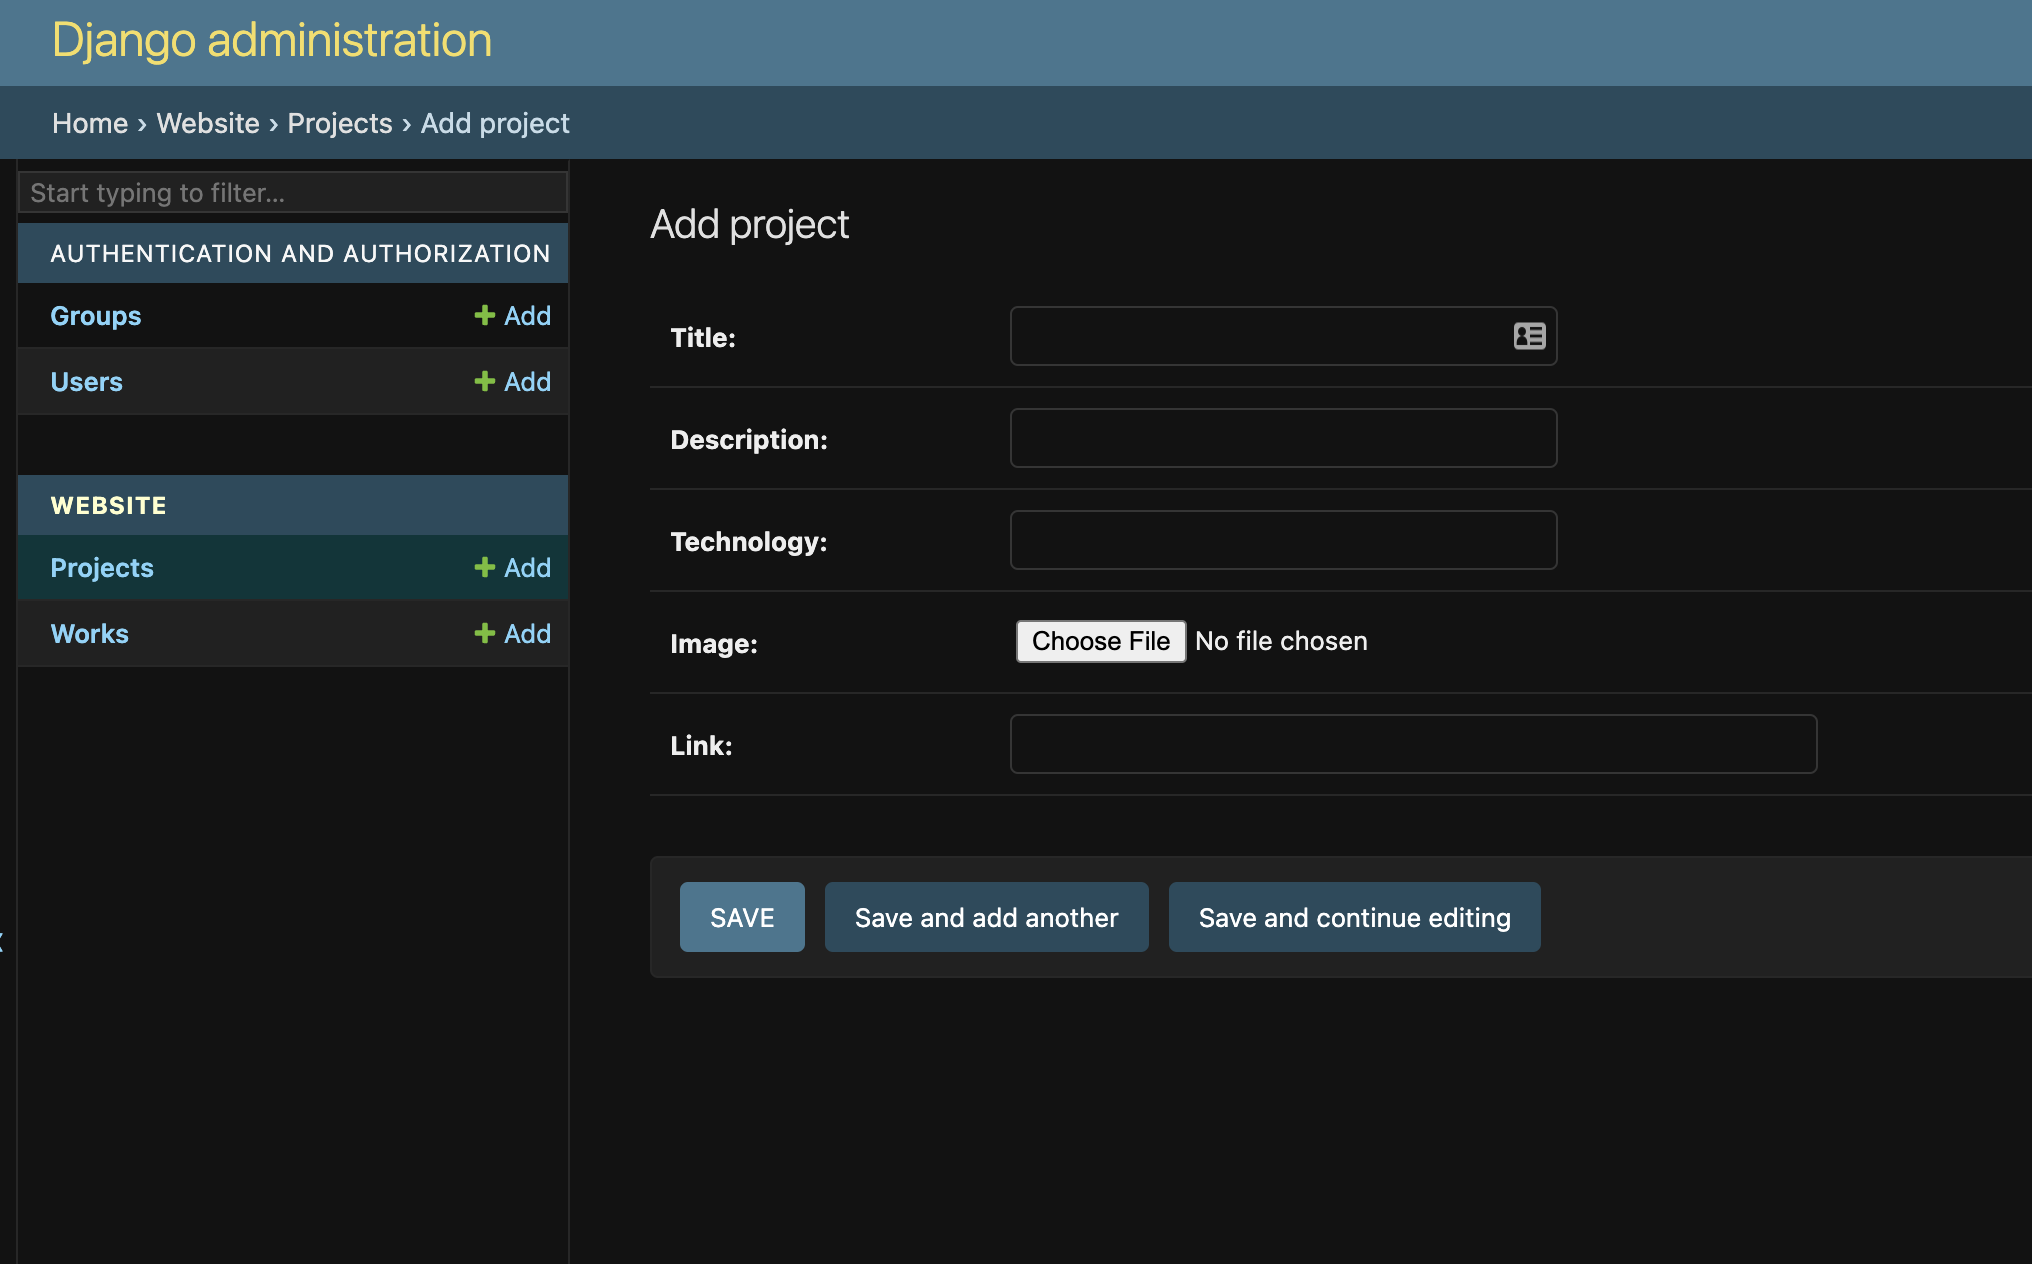 Django administration
Home › Website › Projects › Add project
Start typing to filter...
AUTHENTICATION AND AUTHORIZATION
Groups + Add
Users + Add
WEBSITE
Projects + Add
Works + Add
Add project
Title:
Description:
Technology:
Image: Choose File No file chosen
Link:
SAVE Save and add another Save and continue editing